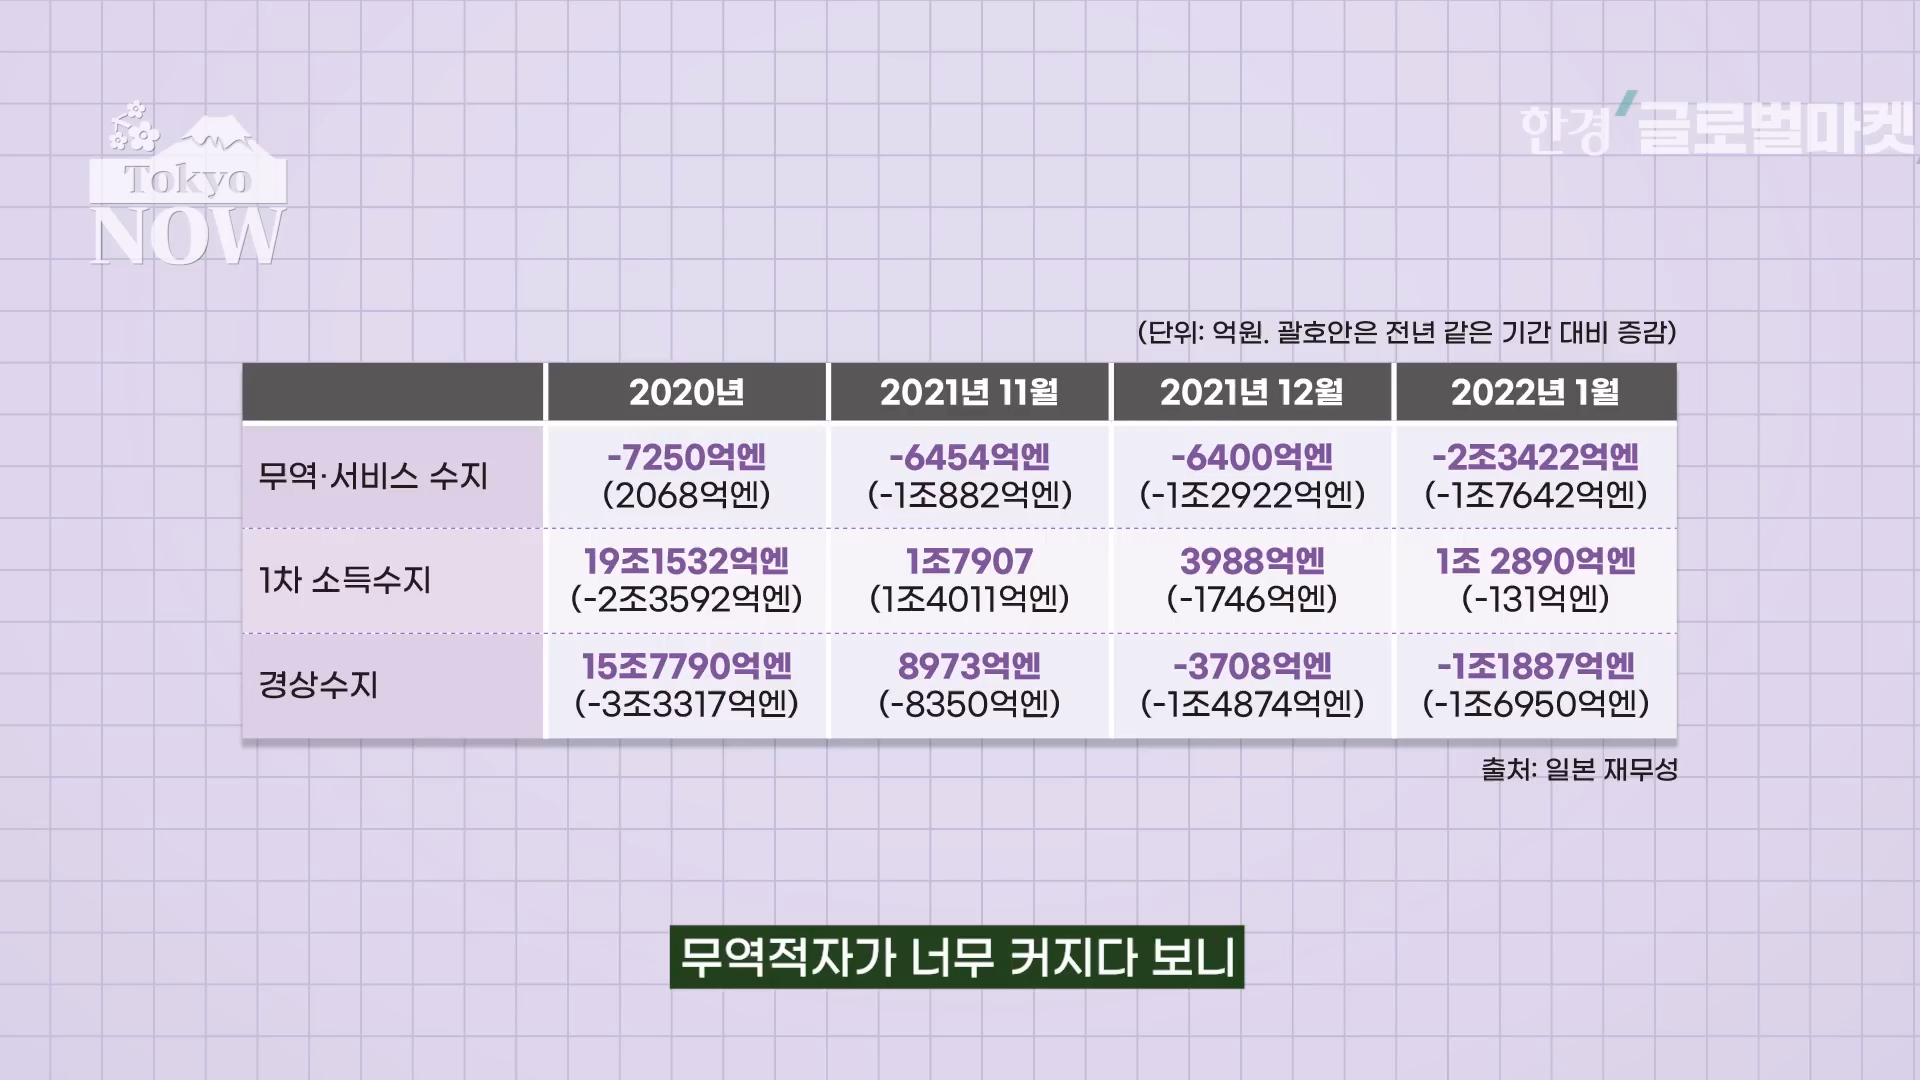 Tokyo
NOW
한경 글로벌마켓
(단위: 억원. 괄호안은 전년 같은 기간 대비 증감)
2020년 2021년 11월 2021년 12월 2022년 1월
무역·서비스 수지 -7250억엔 -6454억엔 -6400억엔 -2조3422억엔
(2068억엔) (-1조882억엔) (-1조2922억엔) (-1조7642억엔)
1차 소득수지 19조1532억엔 1조7907 3988억엔 1조 2890억엔
(-2조3592억엔) (1조4011억엔) (-1746억엔) (-131억엔)
경상수지 15조7790억엔 8973억엔 -3708억엔 -1조1887억엔
(-3조3317억엔) (-8350억엔) (-1조4874억엔) (-1조6950억엔)
출처: 일본 재무성
무역적자가 너무 커지다 보니